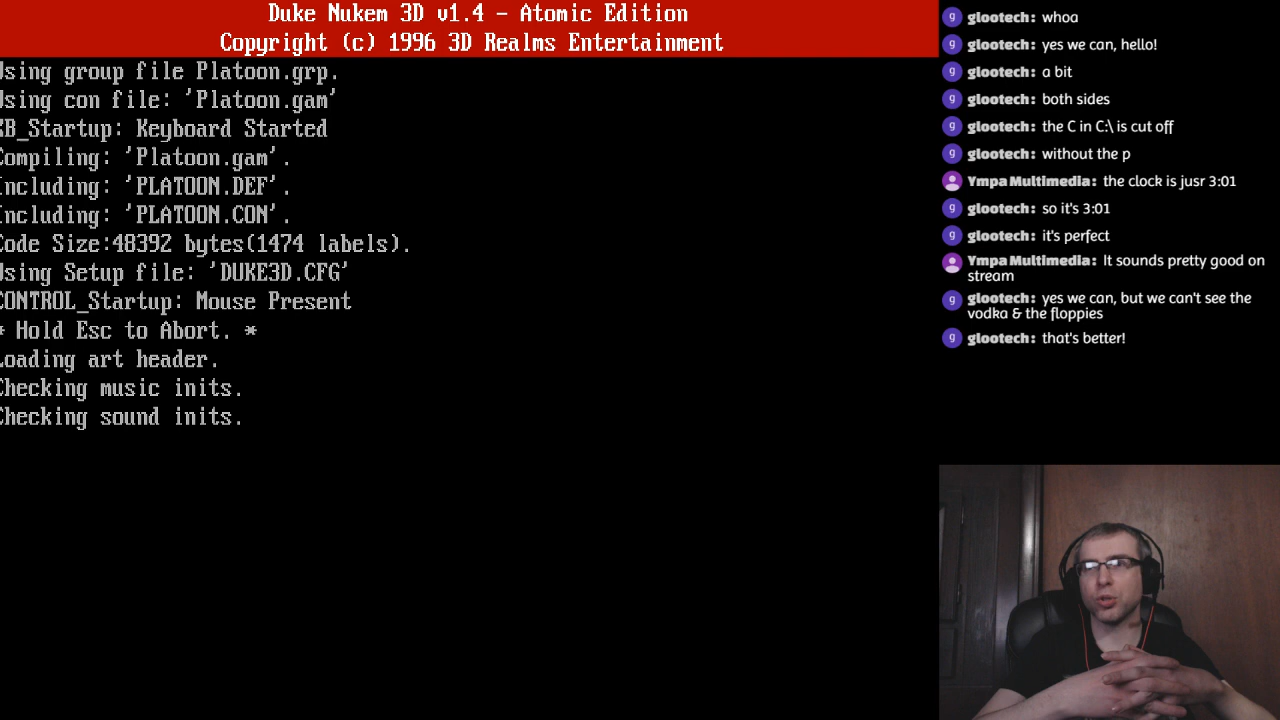 Duke Nukem 3D v1.4 - Atomic Edition
Copyright (c) 1996 3D Realms Entertainment
Using group file Platoon.grp.
Using con file: 'Platoon.gam'
KB_Startup: Keyboard Started
Compiling: 'Platoon.gam'.
Including: 'PLATOON.DEF'.
Including: 'PLATOON.CON'.
Code Size:48392 bytes(1474 labels).
Using Setup file: 'DUKE3D.CFG'
CONTROL_Startup: Mouse Present
* Hold Esc to Abort. *
Loading art header.
Checking music inits.
Checking sound inits.
g glootech: whoa
g glootech: yes we can, hello!
g glootech: a bit
g glootech: both sides
g glootech: the C in C:\ is cut off
g glootech: without the p
Ympa Multimedia: the clock is jusr 3:01
g glootech: so it's 3:01
g glootech: it's perfect
Ympa Multimedia: It sounds pretty good on
stream
g glootech: yes we can, but we can't see the
vodka & the floppies
g glootech: that's better!